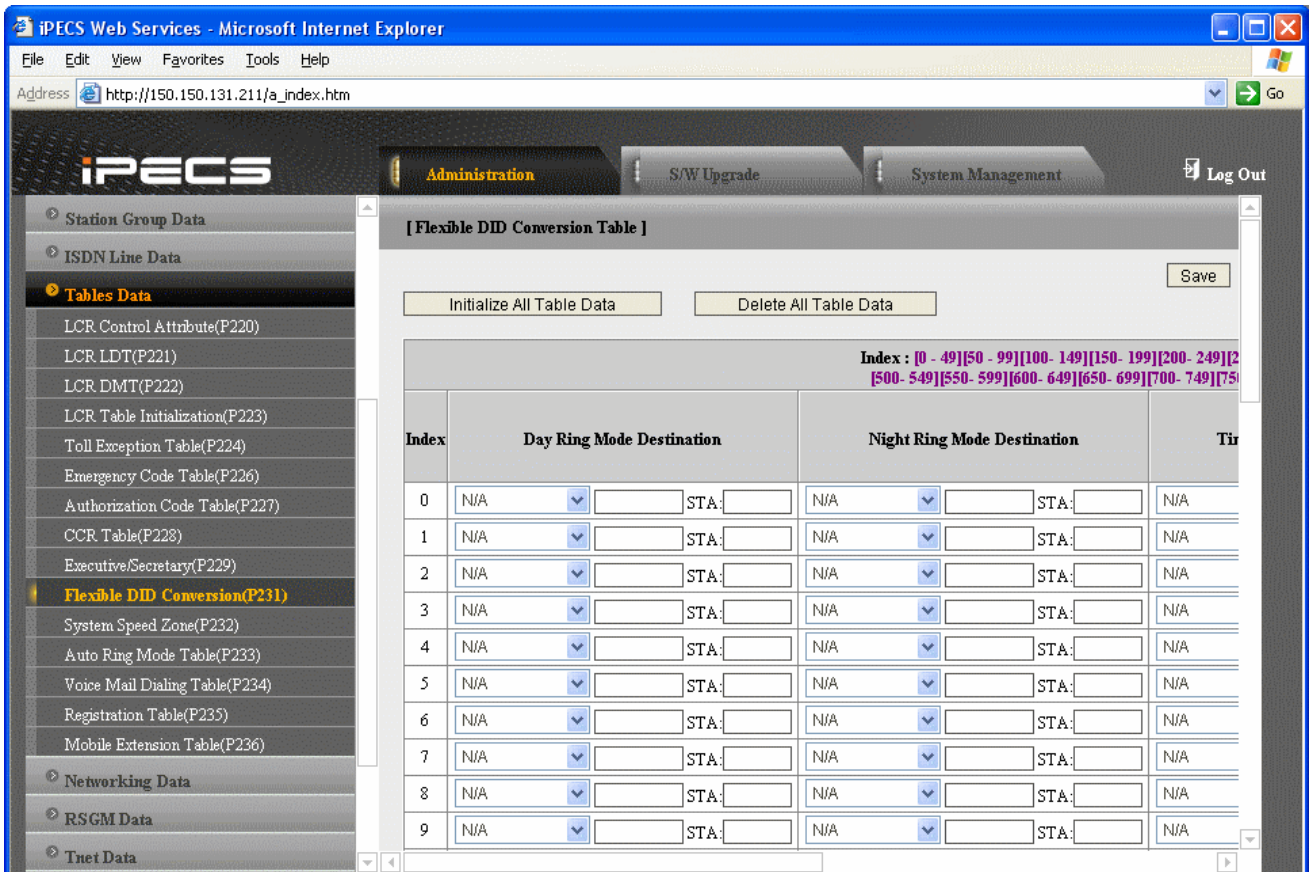 iPECS Web Services - Microsoft Internet Explorer
File Edit View Favorites Tools Help
Address http://150.150.131.211/a_index.htm Go
iPECS
Administration S/W Upgrade System Management Log Out
Station Group Data
ISDN Line Data
Tables Data
LCR Control Attribute(P220)
LCR LDT(P221)
LCR DMT(P222)
LCR Table Initialization(P223)
Toll Exception Table(P224)
Emergency Code Table(P226)
Authorization Code Table(P227)
CCR Table(P228)
Executive/Secretary(P229)
Flexible DID Conversion(P231)
System Speed Zone(P232)
Auto Ring Mode Table(P233)
Voice Mail Dialing Table(P234)
Registration Table(P235)
Mobile Extension Table(P236)
Networking Data
RSGM Data
Tnet Data
[ Flexible DID Conversion Table ]
Save
Initialize All Table Data Delete All Table Data
Index : [0 - 49][50 - 99][100- 149][150- 199][200- 249][2
[500- 549][550- 599][600- 649][650- 699][700- 749][75
Index Day Ring Mode Destination Night Ring Mode Destination
0 N/A STA: N/A STA: N/A
1 N/A STA: N/A STA: N/A
2 N/A STA: N/A STA: N/A
3 N/A STA: N/A STA: N/A
4 N/A STA: N/A STA: N/A
5 N/A STA: N/A STA: N/A
6 N/A STA: N/A STA: N/A
7 N/A STA: N/A STA: N/A
8 N/A STA: N/A STA: N/A
9 N/A STA: N/A STA: N/A